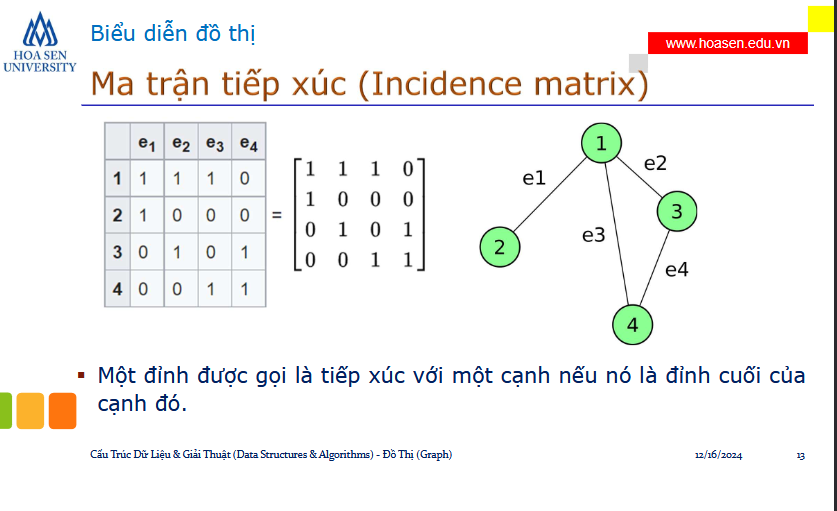 HOA SEN
UNIVERSITY
Biểu diễn đồ thị
www.hoasen.edu.vn
Ma trận tiếp xúc (Incidence matrix)
e1 e2 e3 e4
1 1 1 1 0
2 1 0 0 0
3 0 1 0 1
4 0 0 1 1
=
1 1 1 0
1 0 0 0
0 1 0 1
0 0 1 1
1
e1
e2
3
2
e3
e4
4
Một đỉnh được gọi là tiếp xúc với một cạnh nếu nó là đỉnh cuối của
cạnh đó.
Cấu Trúc Dữ Liệu & Giải Thuật (Data Structures & Algorithms) - Đồ Thị (Graph)
12/16/2024
13